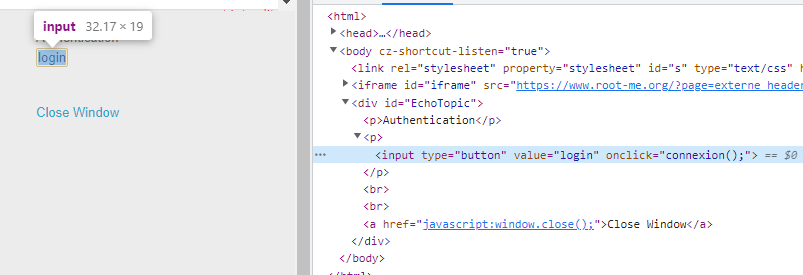 input 32.17 × 19
Authentication
login
Close Window
<html>
<head>…</head>
<body cz-shortcut-listen="true">
<link rel="stylesheet" property="stylesheet" id="s" type="text/css"
<iframe id="iframe" src="https://www.root-me.org/?page=externe_header
<div id="EchoTopic">
<p>Authentication</p>
<p>
··· <input type="button" value="login" onclick="connexion();"> == $0
</p>
<br>
<br>
<a href="javascript:window.close();">Close Window</a>
</div>
</body>
</html>